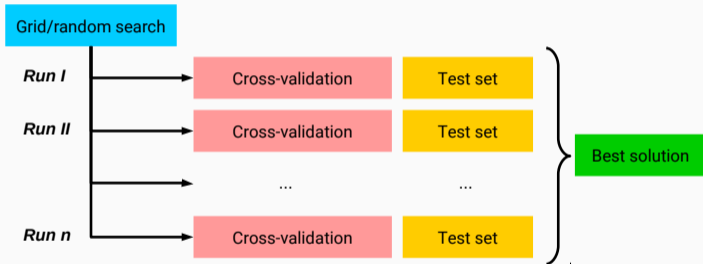 Grid/random search
Run I Cross-validation Test set
Run II Cross-validation Test set
Best solution
... ...
Run n Cross-validation Test set